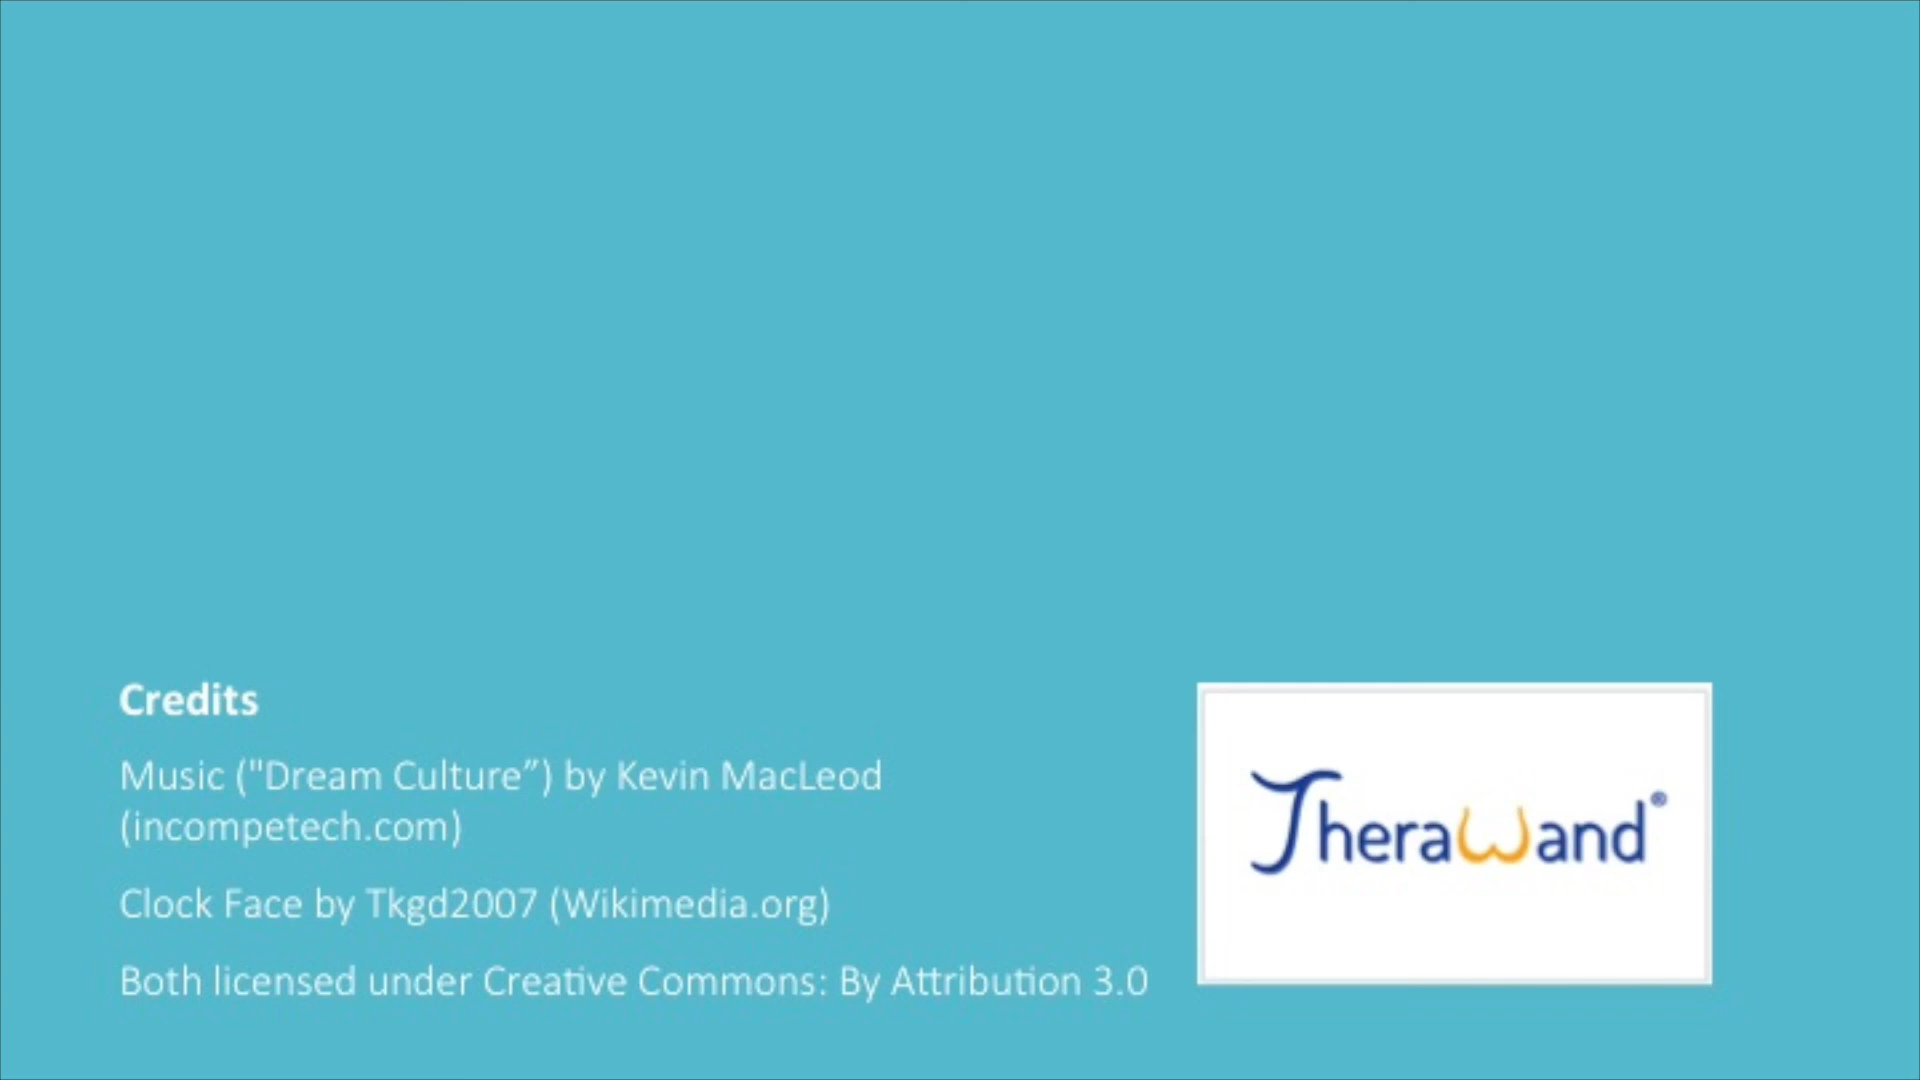 Credits
Music ("Dream Culture”) by Kevin MacLeod
(incompetech.com)
Clock Face by Tkgd2007 (Wikimedia.org)
Both licensed under Creative Commons: By Attribution 3.0
TheraWand®